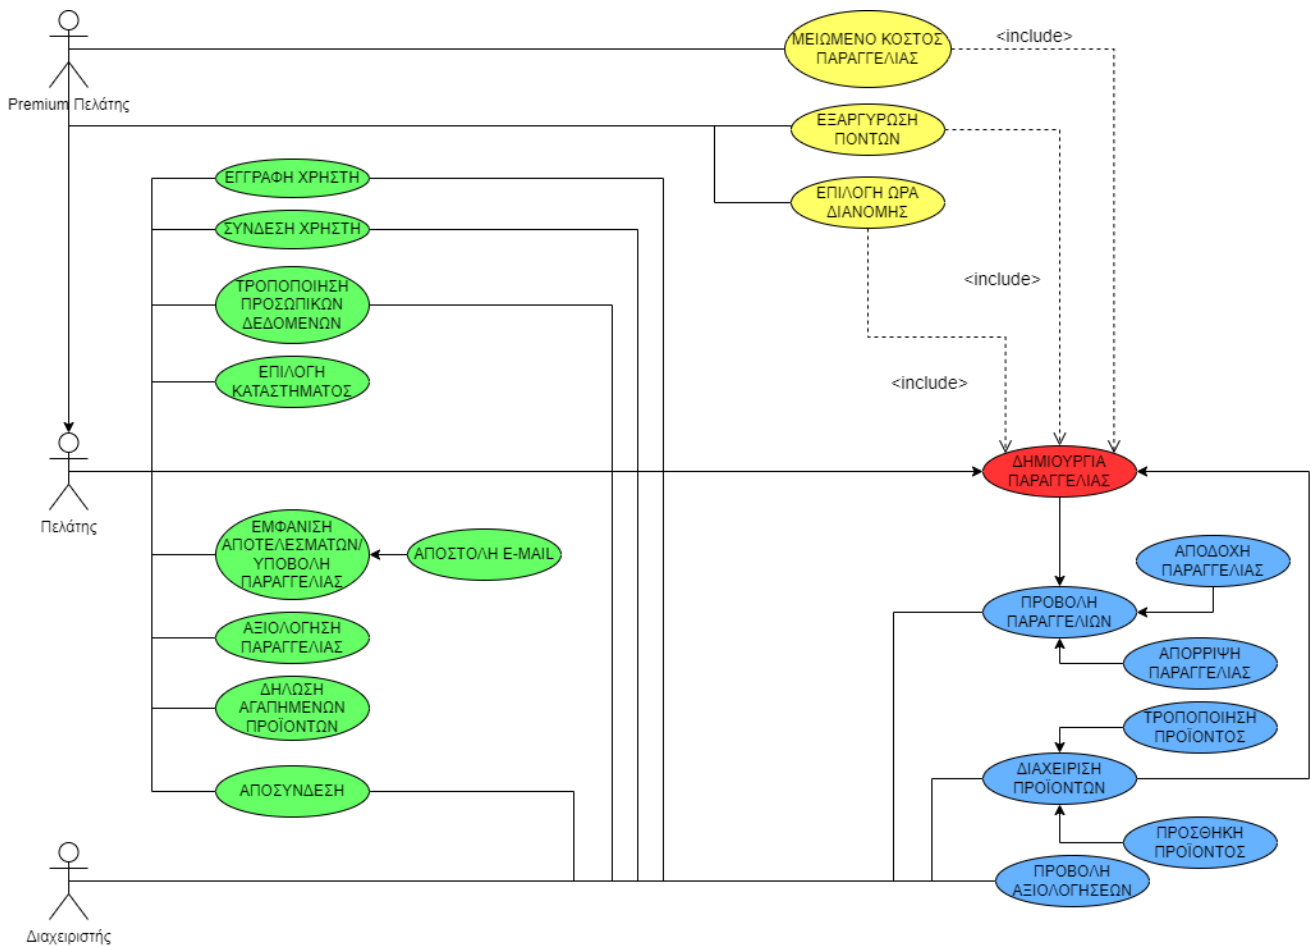 ΜΕΙΩΜΕΝΟ ΚΟΣΤΟΣ
ΠΑΡΑΓΓΕΛΙΑΣ
<include>
Premium Πελάτης
ΕΞΑΡΓΥΡΩΣΗ
ΠΟΝΤΩΝ
ΕΓΓΡΑΦΗ ΧΡΗΣΤΗ
ΕΠΙΛΟΓΗ ΩΡΑ
ΔΙΑΝΟΜΗΣ
ΣΥΝΔΕΣΗ ΧΡΗΣΤΗ
ΤΡΟΠΟΠΟΙΗΣΗ
ΠΡΟΣΩΠΙΚΩΝ
ΔΕΔΟΜΕΝΩΝ
<include>
ΕΠΙΛΟΓΗ
ΚΑΤΑΣΤΗΜΑΤΟΣ
<include>
Πελάτης
ΔΗΜΙΟΥΡΓΙΑ
ΠΑΡΑΓΓΕΛΙΑΣ
ΕΜΦΑΝΙΣΗ
ΑΠΟΤΕΛΕΣΜΑΤΩΝ/
ΥΠΟΒΟΛΗ
ΠΑΡΑΓΓΕΛΙΑΣ
ΑΠΟΣΤΟΛΗ E-MAIL
ΑΠΟΔΟΧΗ
ΠΑΡΑΓΓΕΛΙΑΣ
ΠΡΟΒΟΛΗ
ΠΑΡΑΓΓΕΛΙΩΝ
ΑΞΙΟΛΟΓΗΣΗ
ΠΑΡΑΓΓΕΛΙΑΣ
ΑΠΟΡΡΙΨΗ
ΠΑΡΑΓΓΕΛΙΑΣ
ΔΗΛΩΣΗ
ΑΓΑΠΗΜΕΝΩΝ
ΠΡΟΪΟΝΤΩΝ
ΤΡΟΠΟΠΟΙΗΣΗ
ΠΡΟΪΟΝΤΟΣ
ΔΙΑΧΕΙΡΙΣΗ
ΠΡΟΪΟΝΤΩΝ
ΑΠΟΣΥΝΔΕΣΗ
ΠΡΟΣΘΗΚΗ
ΠΡΟΪΟΝΤΟΣ
ΠΡΟΒΟΛΗ
ΑΞΙΟΛΟΓΗΣΕΩΝ
Διαχειριστής